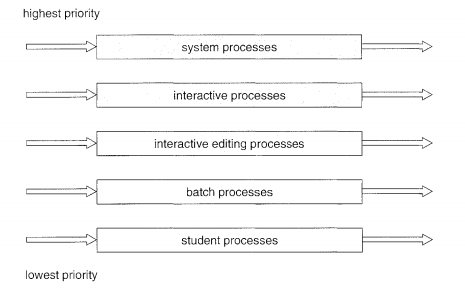 highest priority
system processes
interactive processes
interactive editing processes
batch processes
student processes
lowest priority